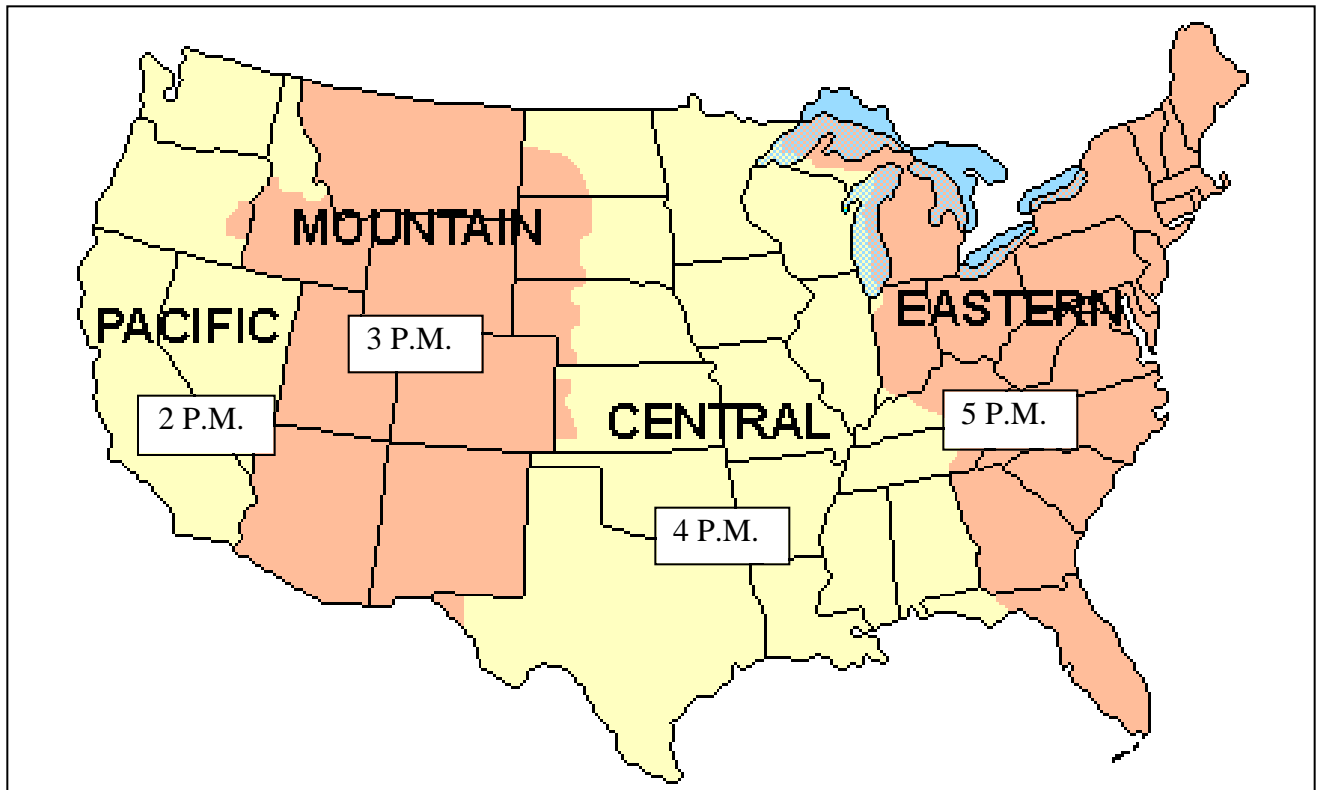 MOUNTAIN
PACIFIC
EASTERN
3 P.M.
2 P.M.
CENTRAL
5 P.M.
4 P.M.